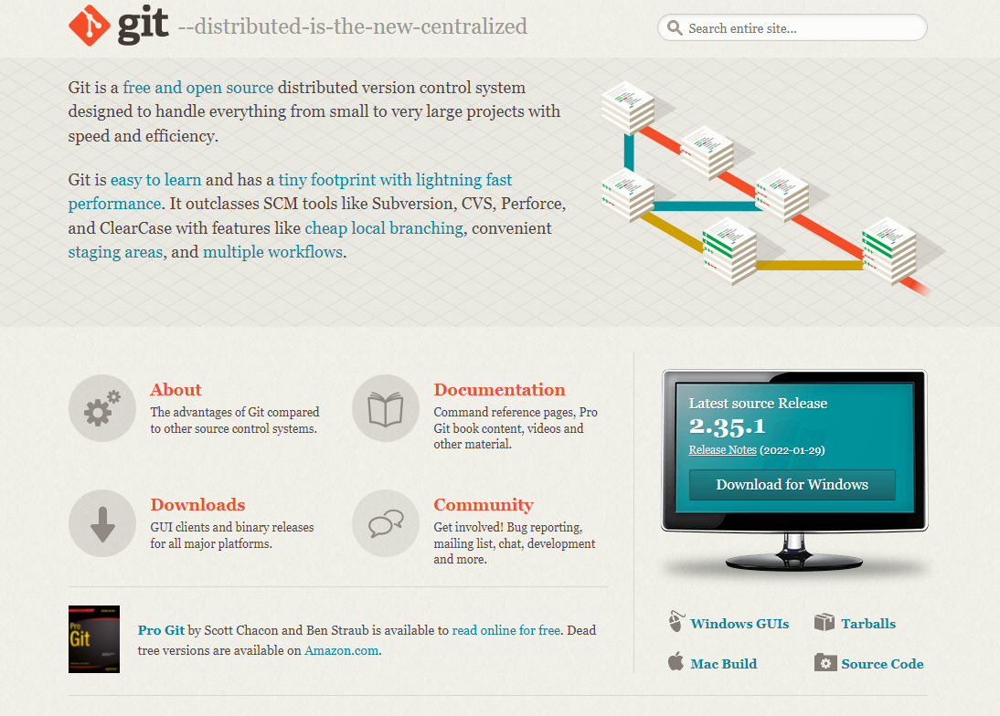 git --distributed-is-the-new-centralized
Search entire site...
Git is a free and open source distributed version control system
designed to handle everything from small to very large projects with
speed and efficiency.
Git is easy to learn and has a tiny footprint with lightning fast
performance. It outclasses SCM tools like Subversion, CVS, Perforce,
and ClearCase with features like cheap local branching, convenient
staging areas, and multiple workflows.
About
The advantages of Git compared
to other source control systems.
Documentation
Command reference pages, Pro
Git book content, videos and
other material.
Downloads
GUI clients and binary releases
for all major platforms.
Community
Get involved! Bug reporting,
mailing list, chat, development
and more.
Pro
Git
Pro Git by Scott Chacon and Ben Straub is available to read online for free. Dead
tree versions are available on Amazon.com.
Latest source Release
2.35.1
Release Notes (2022-01-29)
Download for Windows
Windows GUIs
Tarballs
Mac Build
Source Code